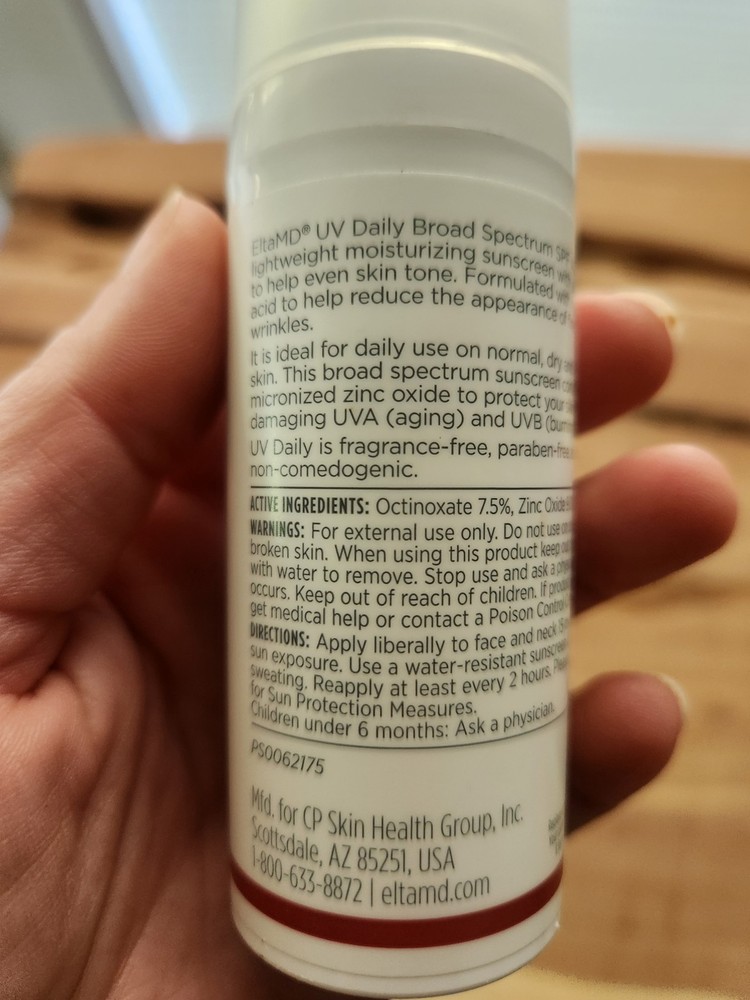 EltaMD® UV Daily Broad Spectrum
lightweight moisturizing sunscreen
to help even skin tone. Formulated
acid to help reduce the appearance of
wrinkles.
It is ideal for daily use on normal, dry
skin. This broad spectrum sunscreen
micronized zinc oxide to protect your
damaging UVA (aging) and UVB
UV Daily is fragrance-free, paraben-free,
non-comedogenic.
ACTIVE INGREDIENTS: Octinoxate 7.5%, Zinc Oxide
WARNINGS: For external use only. Do not use on
broken skin. When using this product keep
with water to remove. Stop use and ask a
occurs. Keep out of reach of children. If
get medical help or contact a Poison Control
DIRECTIONS: Apply liberally to face and neck
sun exposure. Use a water-resistant
sweating. Reapply at least every 2 hours.
for Sun Protection Measures.
Children under 6 months: Ask a physician.
PS0062175
Mfd. for CP Skin Health Group, Inc.
Scottsdale, AZ 85251, USA
1-800-633-8872 | eltamd.com